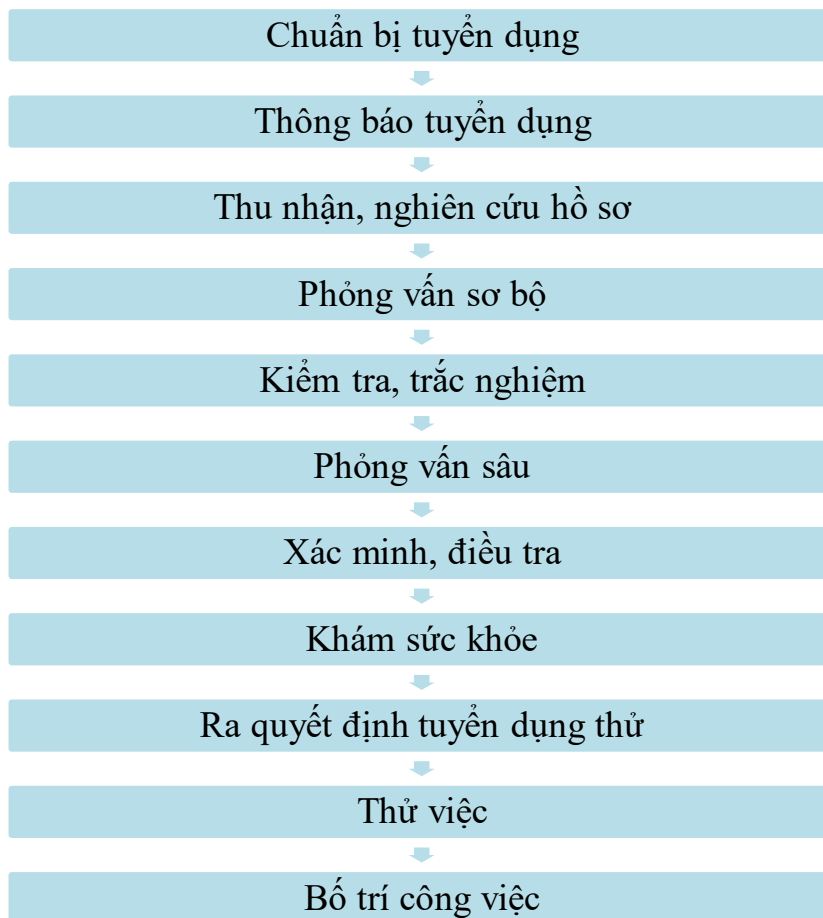 Chuẩn bị tuyển dụng
Thông báo tuyển dụng
Thu nhận, nghiên cứu hồ sơ
Phỏng vấn sơ bộ
Kiểm tra, trắc nghiệm
Phỏng vấn sâu
Xác minh, điều tra
Khám sức khỏe
Ra quyết định tuyển dụng thử
Thử việc
Bố trí công việc